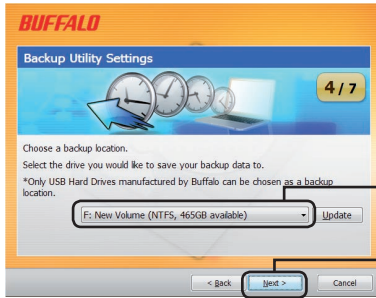 BUFFALO
Backup Utility Settings
4/7
Choose a backup location.
Select the drive you would like to save your backup data to.
*Only USB Hard Drives manufactured by Buffalo can be chosen as a backup
location.
F: New Volume (NTFS, 465GB available)
Update
< Back
Next >
Cancel